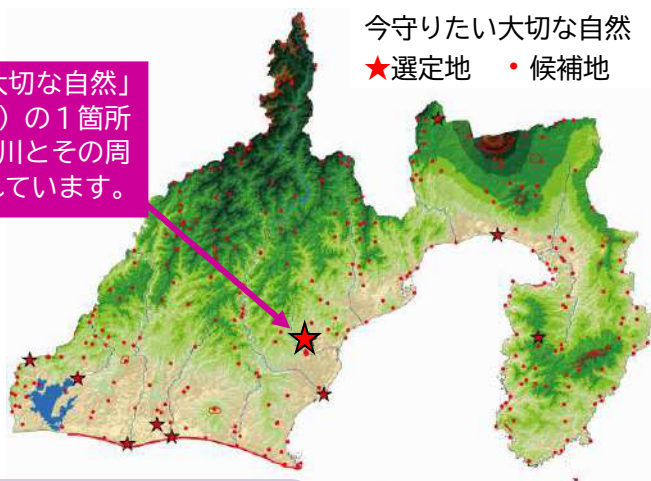 今守りたい大切な自然
★選定地 ・候補地
大切な自然」
）の１箇所
川とその周
れています。